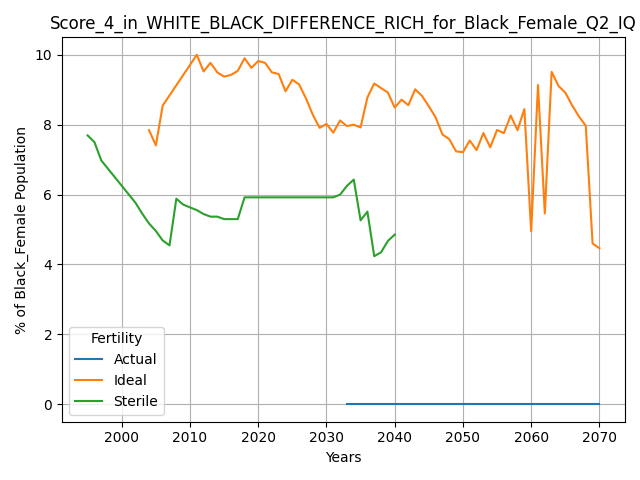 Score_4_in_WHITE_BLACK_DIFFERENCE_RICH_for_Black_Female_Q2_IQ
10
8
6
4
2
0
% of Black_Female Population
Fertility
Actual
Ideal
Sterile
2000 2010 2020 2030 2040 2050 2060 2070
Years